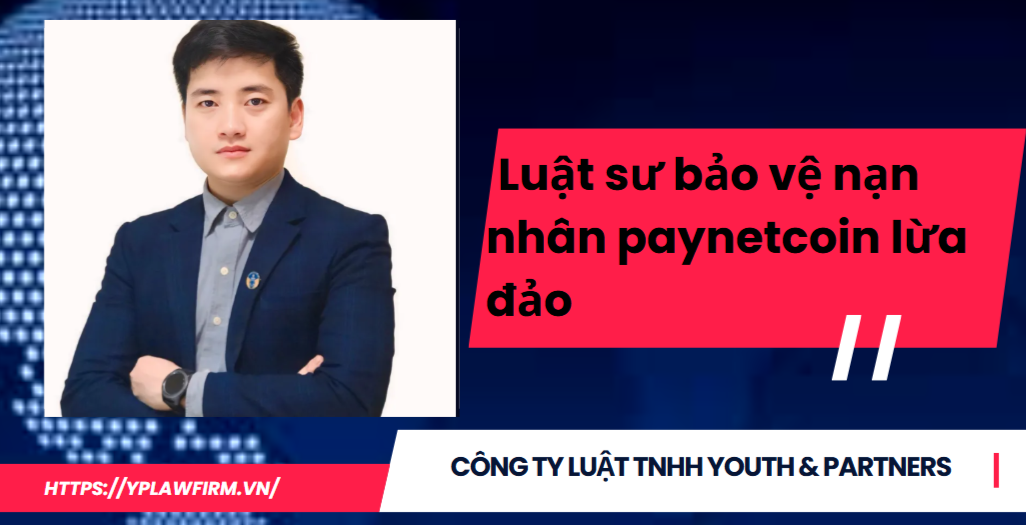 Luật sư bảo vệ nạn
nhân paynetcoin lừa
đảo
CÔNG TY LUẬT TNHH YOUTH & PARTNERS
HTTPS://YPLAWFIRM.VN/